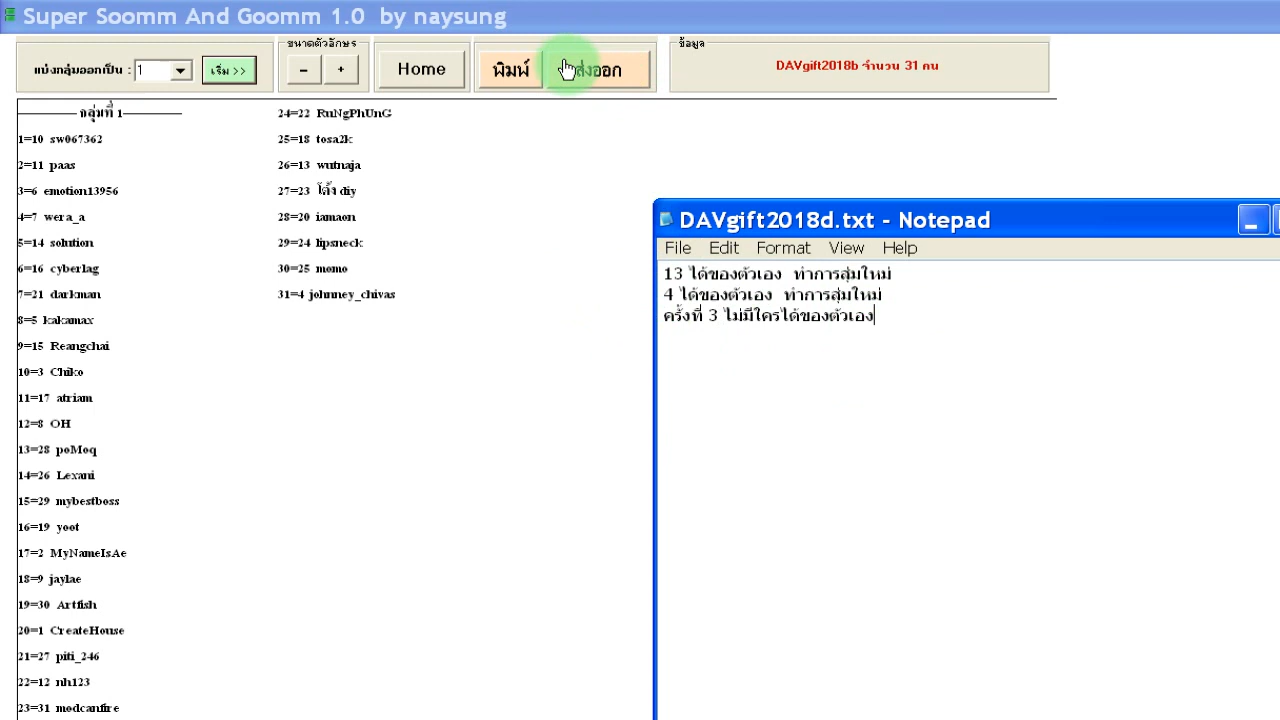 Super Soomm And Goomm 1.0 by naysung
แบ่งกลุ่มออกเป็น : 1 เริ่ม >>
ขนาดตัวอักษร
- +
Home
พิมพ์
ส่งออก
ข้อมูล
DAVgift2018b จำนวน 31 คน
กลุ่มที่ 1
1=10 sw067362
2=11 paas
3=6 emotion13956
4=7 wera_a
5=14 solution
6=16 cyberlag
7=21 darkman
8=5 kakamax
9=15 Reangchai
10=3 Chiko
11=17 atriam
12=8 OH
13=28 poMoq
14=26 Lexani
15=29 mybestboss
16=19 yoot
17=2 MyNameIsAe
18=9 jaylae
19=30 Artfish
20=1 CreateHouse
21=27 piti_246
22=12 nh123
23=31 modcanfire
24=22 RuNgPhUnG
25=18 tosa2k
26=13 wutnaja
27=23 โต้ง diy
28=20 iamaon
29=24 lipsneck
30=25 momo
31=4 johnney_chivas
DAVgift2018d.txt - Notepad
File Edit Format View Help
13 ได้ของตัวเอง ทำการสุ่มใหม่
4 ได้ของตัวเอง ทำการสุ่มใหม่
ครั้งที่ 3 ไม่มีใครได้ของตัวเอง